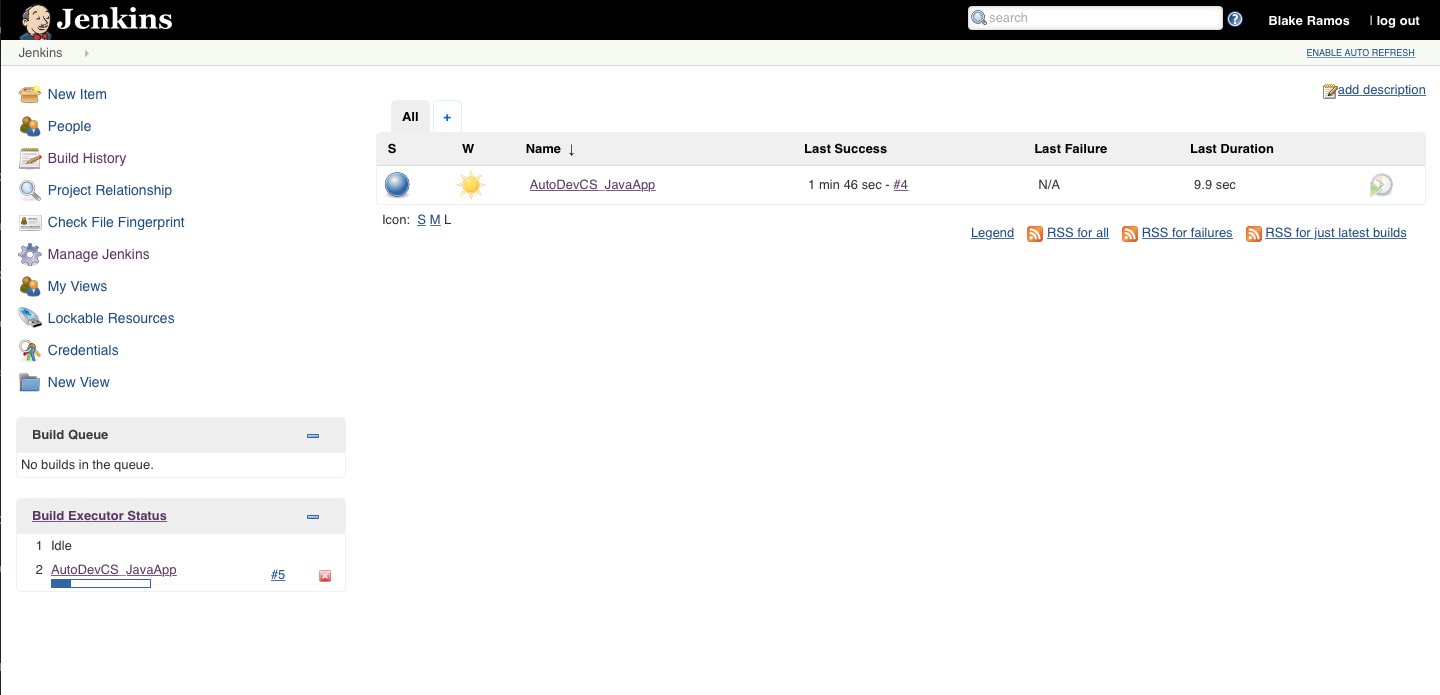 Jenkins
search
Blake Ramos | log out
Jenkins
ENABLE AUTO REFRESH
New Item
People
Build History
Project Relationship
Check File Fingerprint
Manage Jenkins
My Views
Lockable Resources
Credentials
New View
Build Queue
No builds in the queue.
Build Executor Status
1 Idle
2 AutoDevCS_JavaApp #5
add description
All +
S W Name ↓ Last Success Last Failure Last Duration
AutoDevCS_JavaApp 1 min 46 sec - #4 N/A 9.9 sec
Icon: S M L
Legend RSS for all RSS for failures RSS for just latest builds